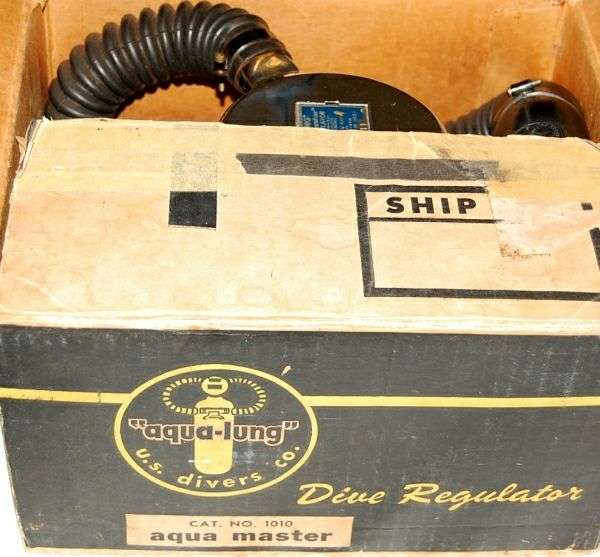 SHIP
"aqua-lung"
u.s. divers co.
Dive Regulator
CAT. NO. 1010
aqua master